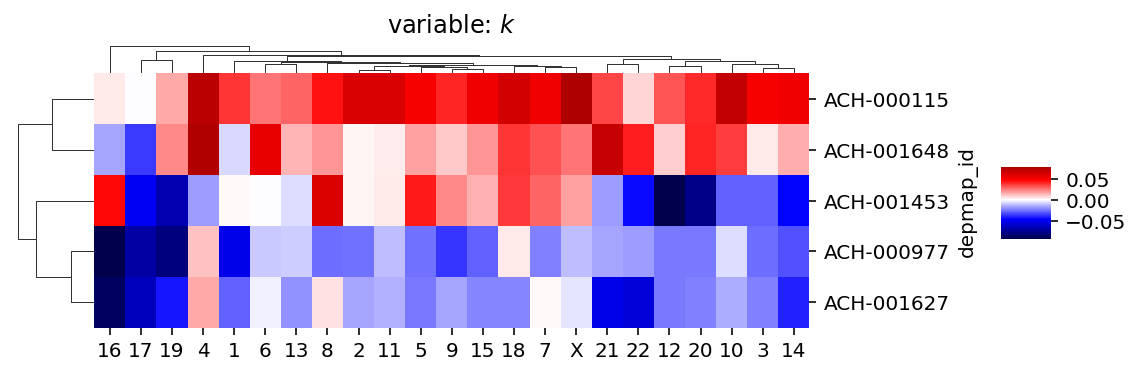 variable: k
ACH-000115
ACH-001648
ACH-001453
ACH-000977
ACH-001627
depmap_id
0.05
0.00
−0.05
16 17 19 4 1 6 13 8 2 11 5 9 15 18 7 X 21 22 12 20 10 3 14